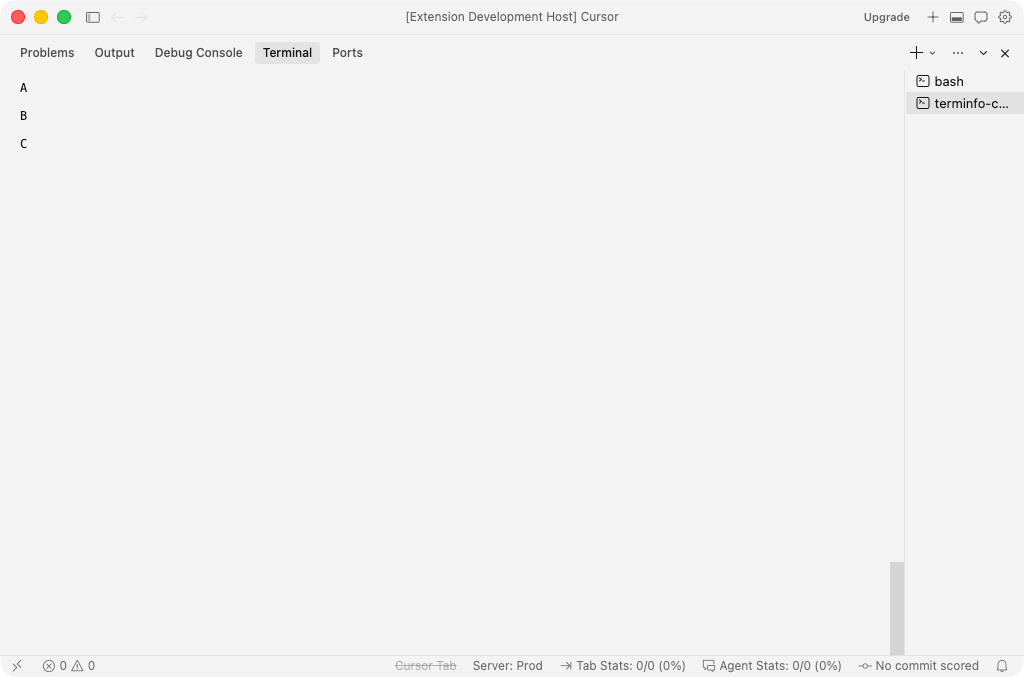 [Extension Development Host] Cursor
Upgrade
Problems Output Debug Console Terminal Ports
A
B
C
bash
terminfo-c...
0 0 Cursor Tab Server: Prod Tab Stats: 0/0 (0%) Agent Stats: 0/0 (0%) No commit scored